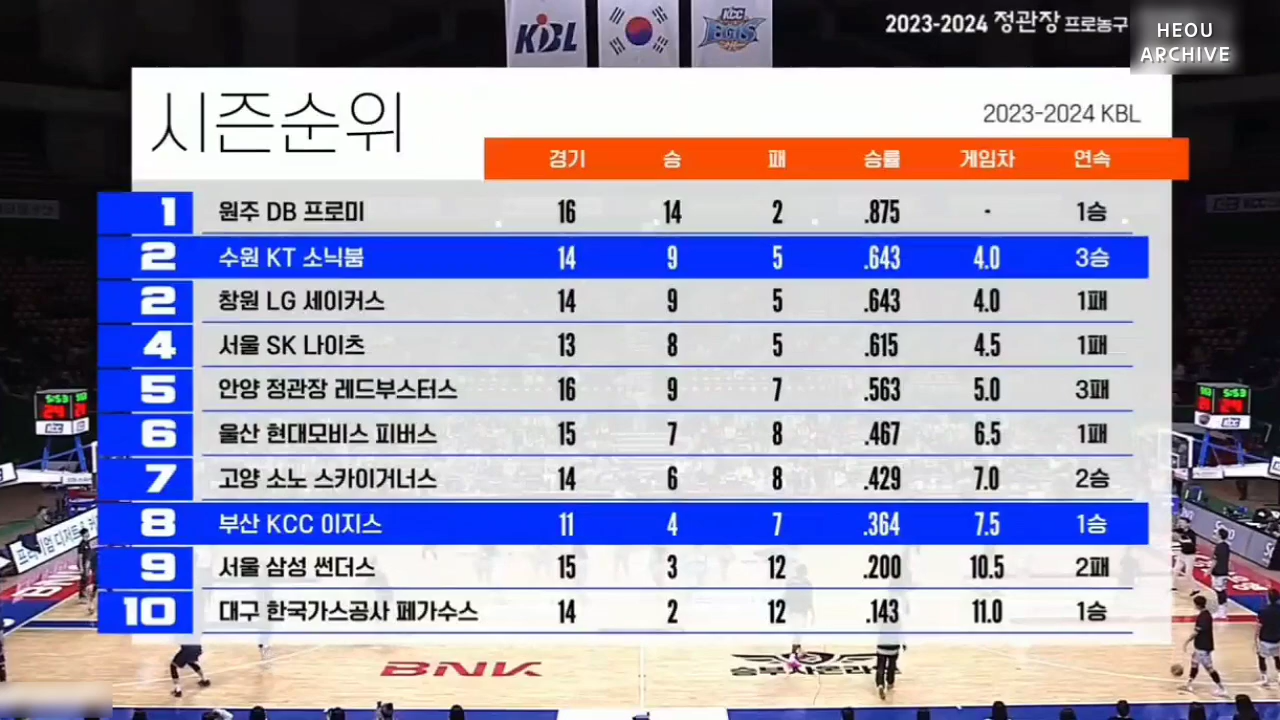 KBL
KCC
EGIS
2023-2024 정관장 프로농구
HEOU
ARCHIVE
시즌순위
2023-2024 KBL
경기 승 패 승률 게임차 연속
1 원주 DB 프로미 16 14 2 .875 - 1승
2 수원 KT 소닉붐 14 9 5 .643 4.0 3승
2 창원 LG 세이커스 14 9 5 .643 4.0 1패
4 서울 SK 나이츠 13 8 5 .615 4.5 1패
5 안양 정관장 레드부스터스 16 9 7 .563 5.0 3패
6 울산 현대모비스 피버스 15 7 8 .467 6.5 1패
7 고양 소노 스카이거너스 14 6 8 .429 7.0 2승
8 부산 KCC 이지스 11 4 7 .364 7.5 1승
9 서울 삼성 썬더스 15 3 12 .200 10.5 2패
10 대구 한국가스공사 페가수스 14 2 12 .143 11.0 1승
5:53
24
5:53
24
BNK